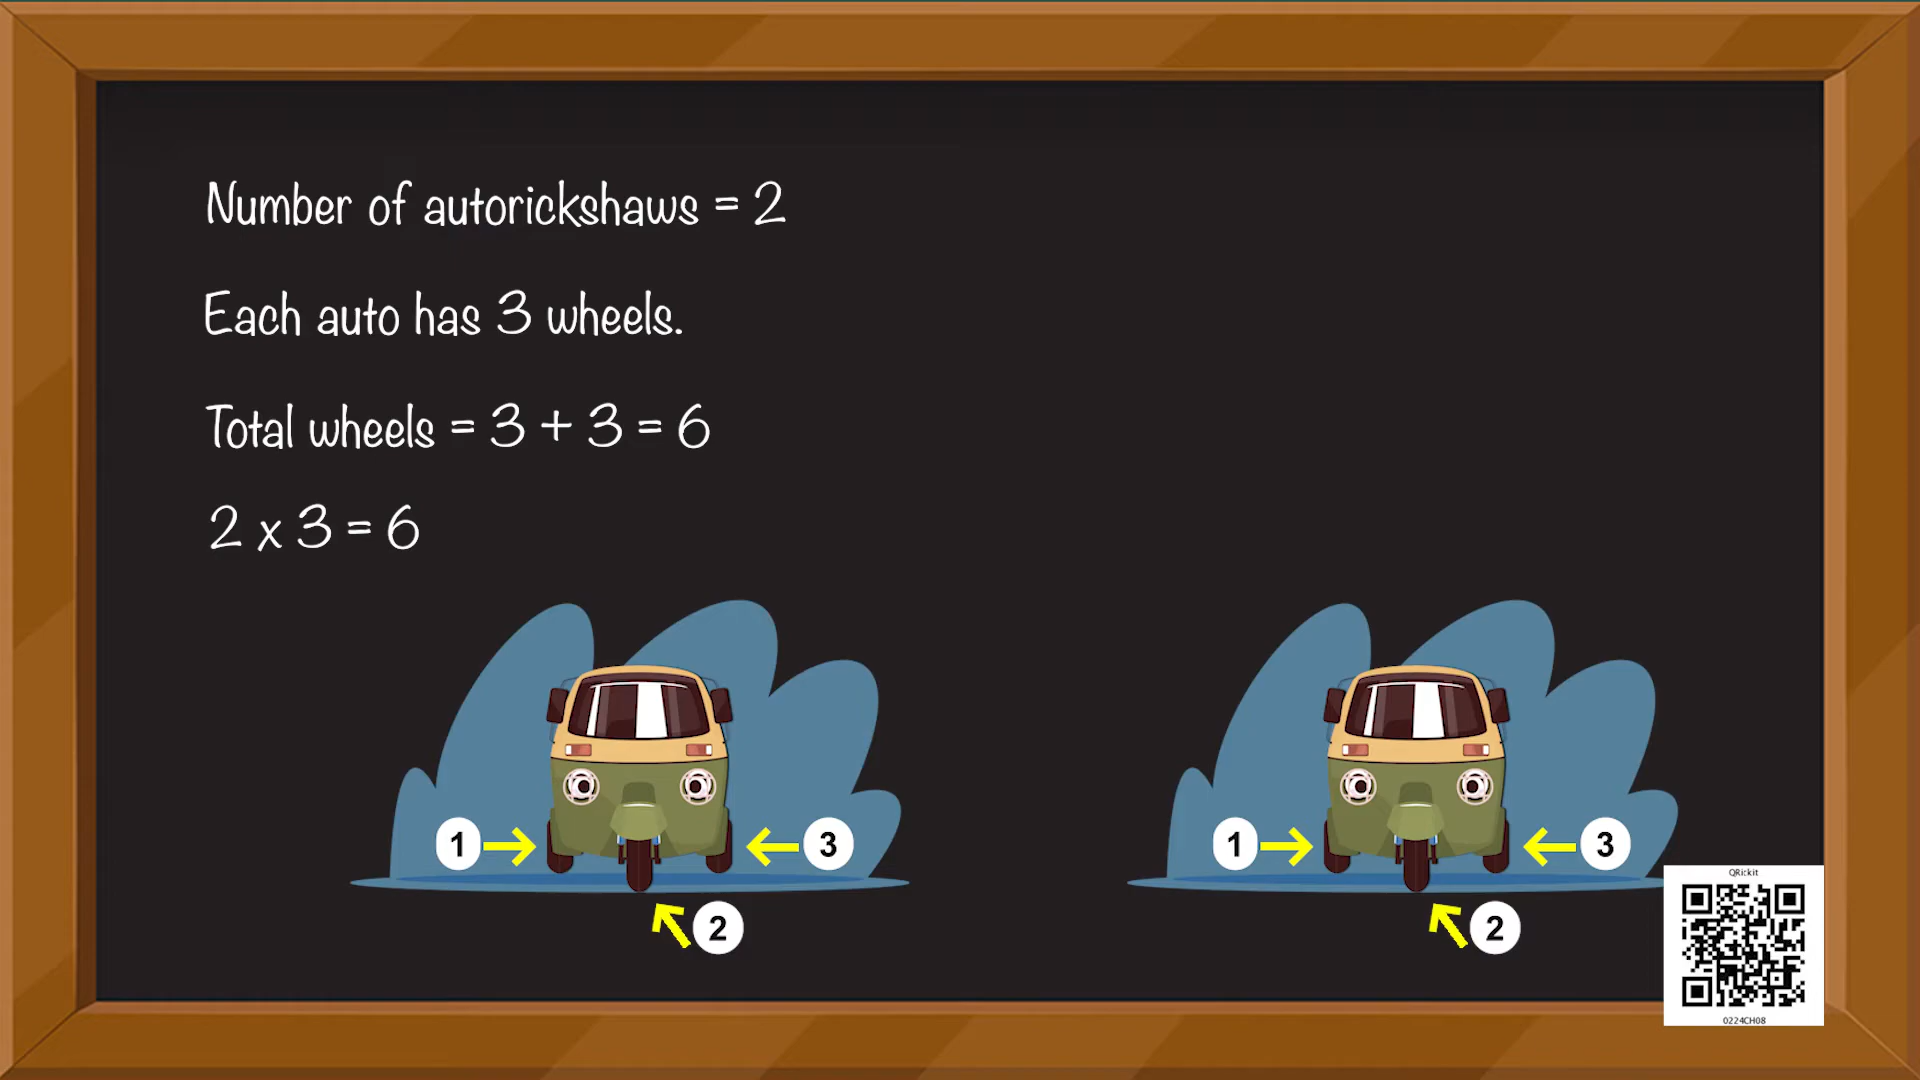 Number of autorickshaws = 2
Each auto has 3 wheels.
Total wheels = 3 + 3 = 6
2 x 3 = 6
1
3
2
1
3
2
QRickit
0224CH08